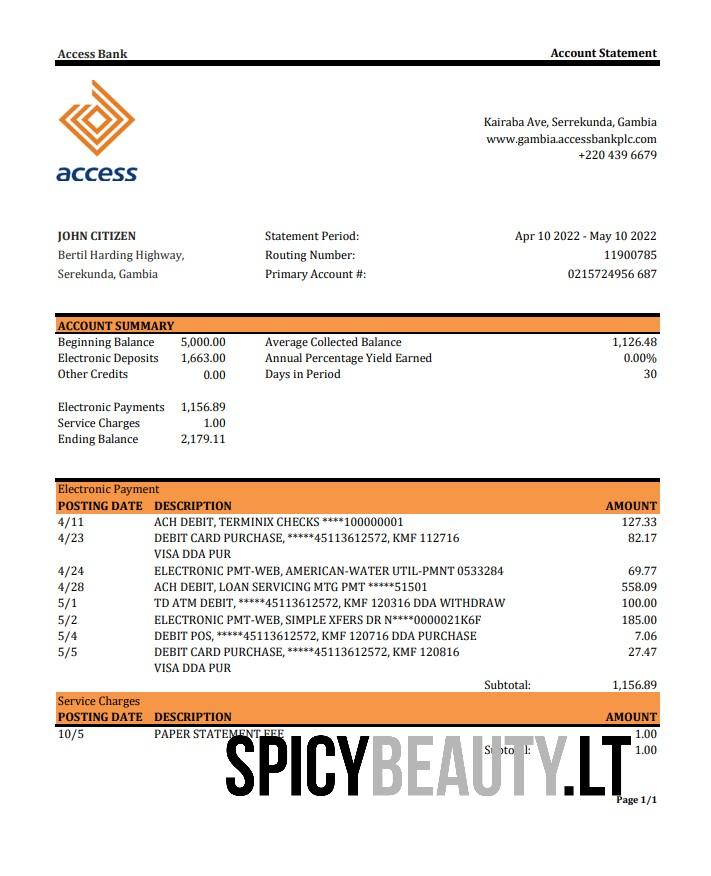 Access Bank Account Statement
access
Kairaba Ave, Serrekunda, Gambia
www.gambia.accessbankplc.com
+220 439 6679
JOHN CITIZEN
Bertil Harding Highway,
Serekunda, Gambia
Statement Period: Apr 10 2022 - May 10 2022
Routing Number: 11900785
Primary Account #: 0215724956 687
ACCOUNT SUMMARY
Beginning Balance 5,000.00 Average Collected Balance 1,126.48
Electronic Deposits 1,663.00 Annual Percentage Yield Earned 0.00%
Other Credits 0.00 Days in Period 30
Electronic Payments 1,156.89
Service Charges 1.00
Ending Balance 2,179.11
Electronic Payment
POSTING DATE DESCRIPTION AMOUNT
4/11 ACH DEBIT, TERMINIX CHECKS ****100000001 127.33
4/23 DEBIT CARD PURCHASE, *****45113612572, KMF 112716 82.17
VISA DDA PUR
4/24 ELECTRONIC PMT-WEB, AMERICAN-WATER UTIL-PMNT 0533284 69.77
4/28 ACH DEBIT, LOAN SERVICING MTG PMT *****51501 558.09
5/1 TD ATM DEBIT, *****45113612572, KMF 120316 DDA WITHDRAW 100.00
5/2 ELECTRONIC PMT-WEB, SIMPLE XFERS DR N****0000021K6F 185.00
5/4 DEBIT POS, *****45113612572, KMF 120716 DDA PURCHASE 7.06
5/5 DEBIT CARD PURCHASE, *****45113612572, KMF 120816 27.47
VISA DDA PUR
Subtotal: 1,156.89
Service Charges
POSTING DATE DESCRIPTION AMOUNT
10/5 PAPER STATEMENT FEE 1.00
Subtotal: 1.00
SPICYBEAUTY.LT
Page 1/1